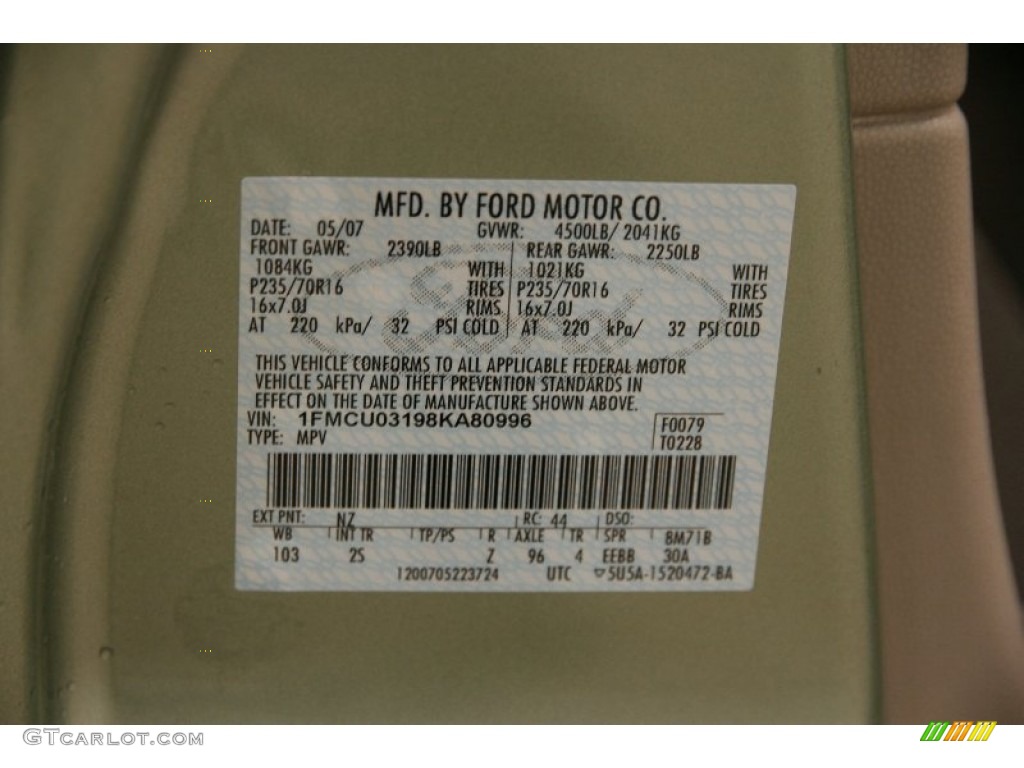 MFD. BY FORD MOTOR CO.
DATE: 05/07 GVWR: 4500LB/ 2041KG
FRONT GAWR: 2390LB REAR GAWR: 2250LB
1084KG WITH 1021KG WITH
P235/70R16 TIRES P235/70R16 TIRES
16x7.0J RIMS 16x7.0J RIMS
AT 220 kPa/ 32 PSI COLD AT 220 kPa/ 32 PSI COLD
THIS VEHICLE CONFORMS TO ALL APPLICABLE FEDERAL MOTOR
VEHICLE SAFETY AND THEFT PREVENTION STANDARDS IN
EFFECT ON THE DATE OF MANUFACTURE SHOWN ABOVE.
VIN: 1FMCU03198KA80996 F0079
TYPE: MPV T0228
EXT PNT: NZ RC: 44 DSO:
WB INT TR TP/PS R AXLE TR SPR 8M71B
103 2S Z 96 4 EEBB 30A
1200705223724 UTC ▽5U5A-1520472-BA
GTCARLOT.COM